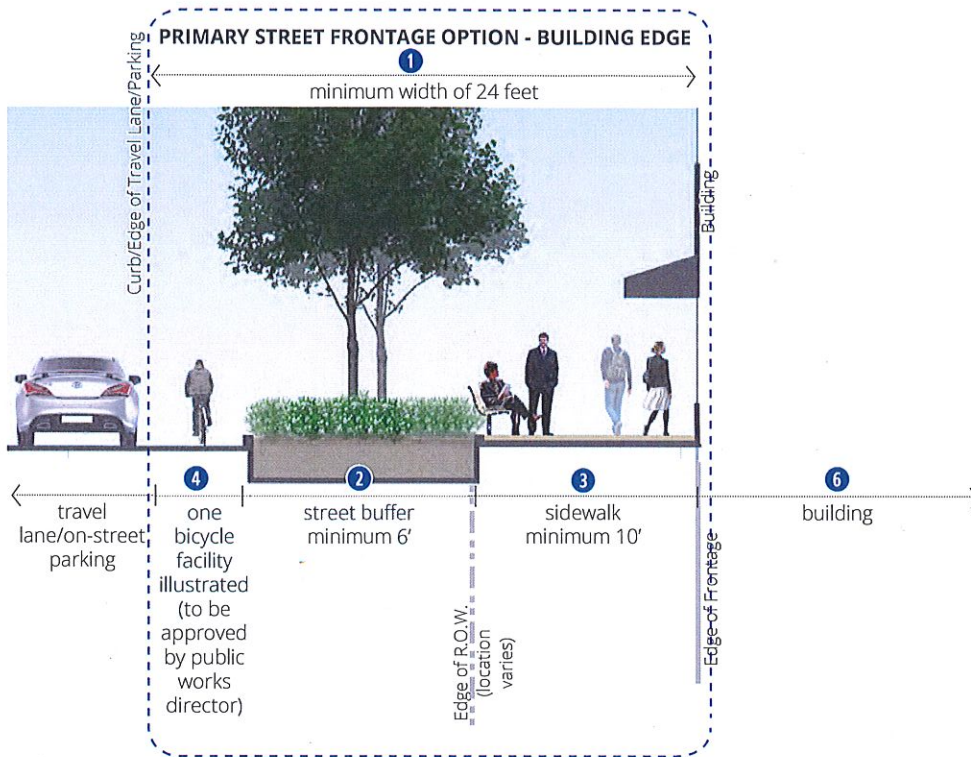 PRIMARY STREET FRONTAGE OPTION - BUILDING EDGE
1
minimum width of 24 feet
Curb/Edge of Travel Lane/Parking
Building
4
2
3
6
travel
lane/on-street
parking
one
bicycle
facility
illustrated
(to be
approved
by public
works
director)
street buffer
minimum 6'
sidewalk
minimum 10'
building
Edge of R.O.W.
(location
varies)
Edge of Frontage